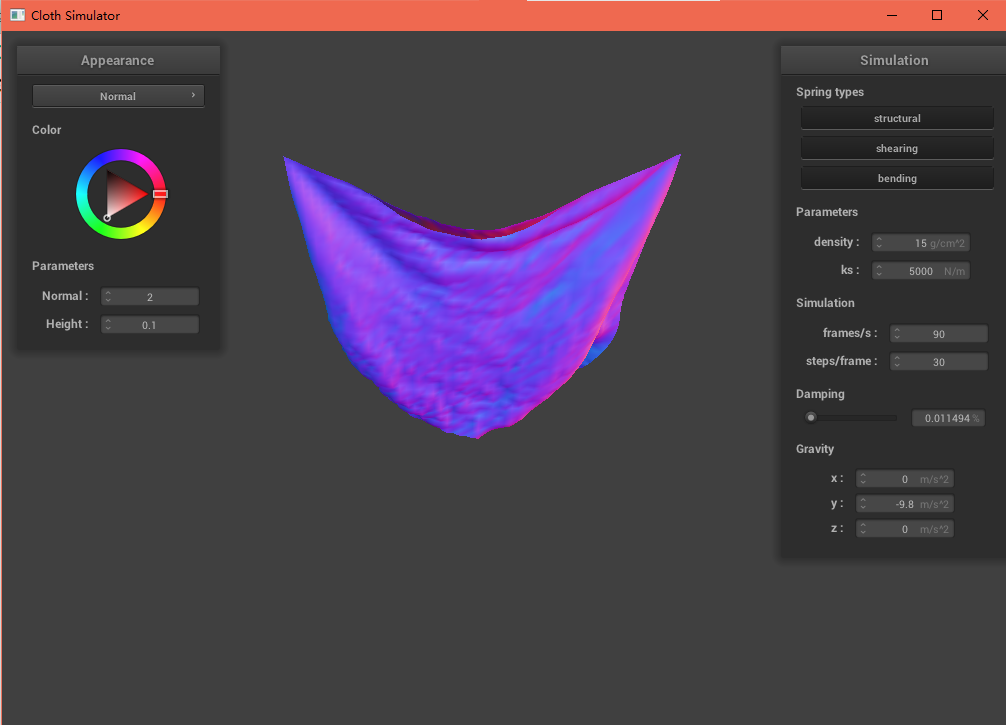 Cloth Simulator
Appearance
Normal
Color
Parameters
Normal : 2
Height : 0.1
Simulation
Spring types
structural
shearing
bending
Parameters
density : 15 g/cm^2
ks : 5000 N/m
Simulation
frames/s : 90
steps/frame : 30
Damping
0.011494 %
Gravity
x : 0 m/s^2
y : -9.8 m/s^2
z : 0 m/s^2